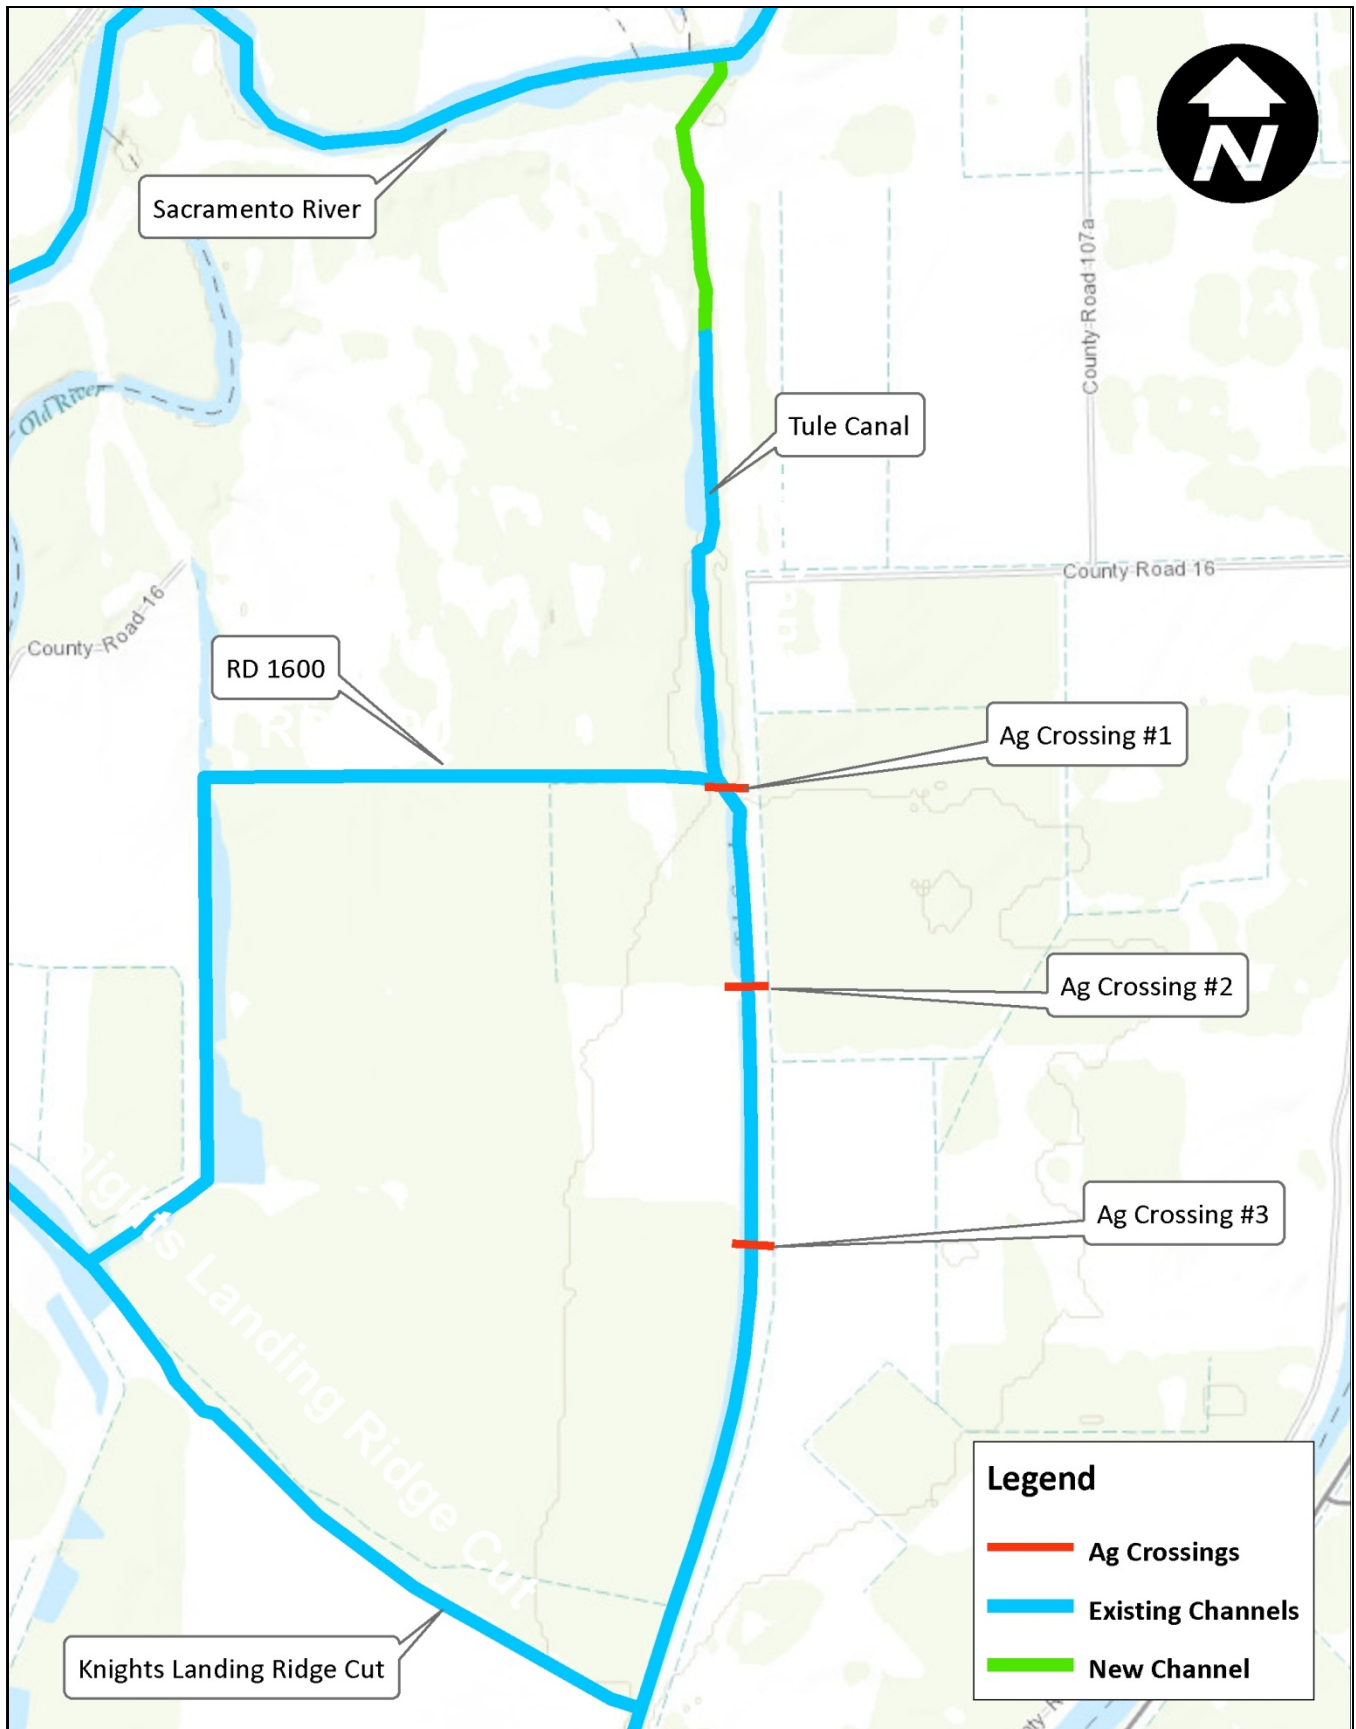 N
Sacramento River
County Road 107a
Old River
Tule Canal
County Road 16
County Road 16
RD 1600
Ag Crossing #1
Ag Crossing #2
Ag Crossing #3
Knights Landing Ridge Cut
Knights Landing Ridge Cut
Legend
Ag Crossings
Existing Channels
New Channel